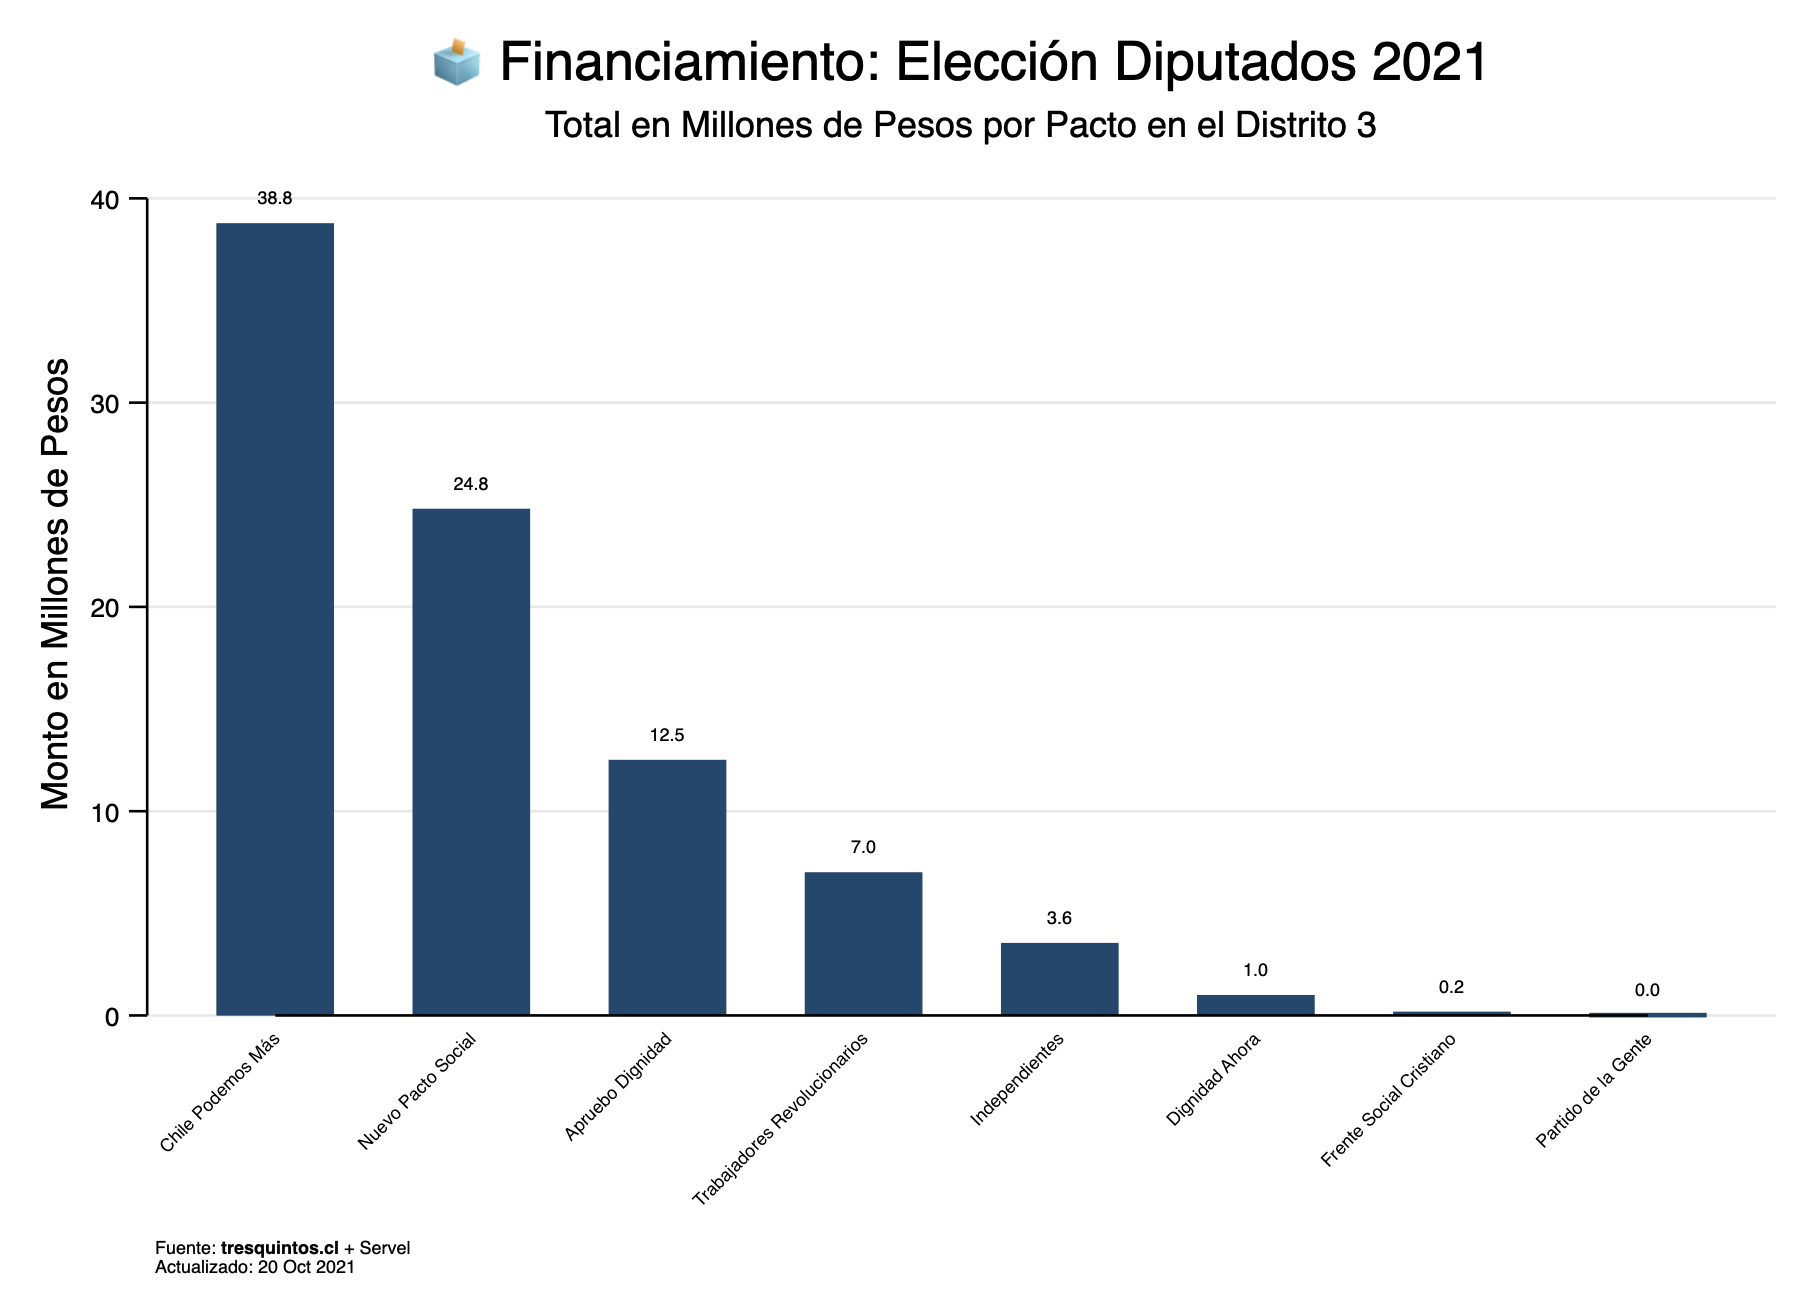 Financiamiento: Elección Diputados 2021
Total en Millones de Pesos por Pacto en el Distrito 3
Monto en Millones de Pesos
40
30
20
10
0
38.8
24.8
12.5
7.0
3.6
1.0
0.2
0.0
Chile Podemos Más
Nuevo Pacto Social
Apruebo Dignidad
Trabajadores Revolucionarios
Independientes
Dignidad Ahora
Frente Social Cristiano
Partido de la Gente
Fuente: tresquintos.cl + Servel
Actualizado: 20 Oct 2021